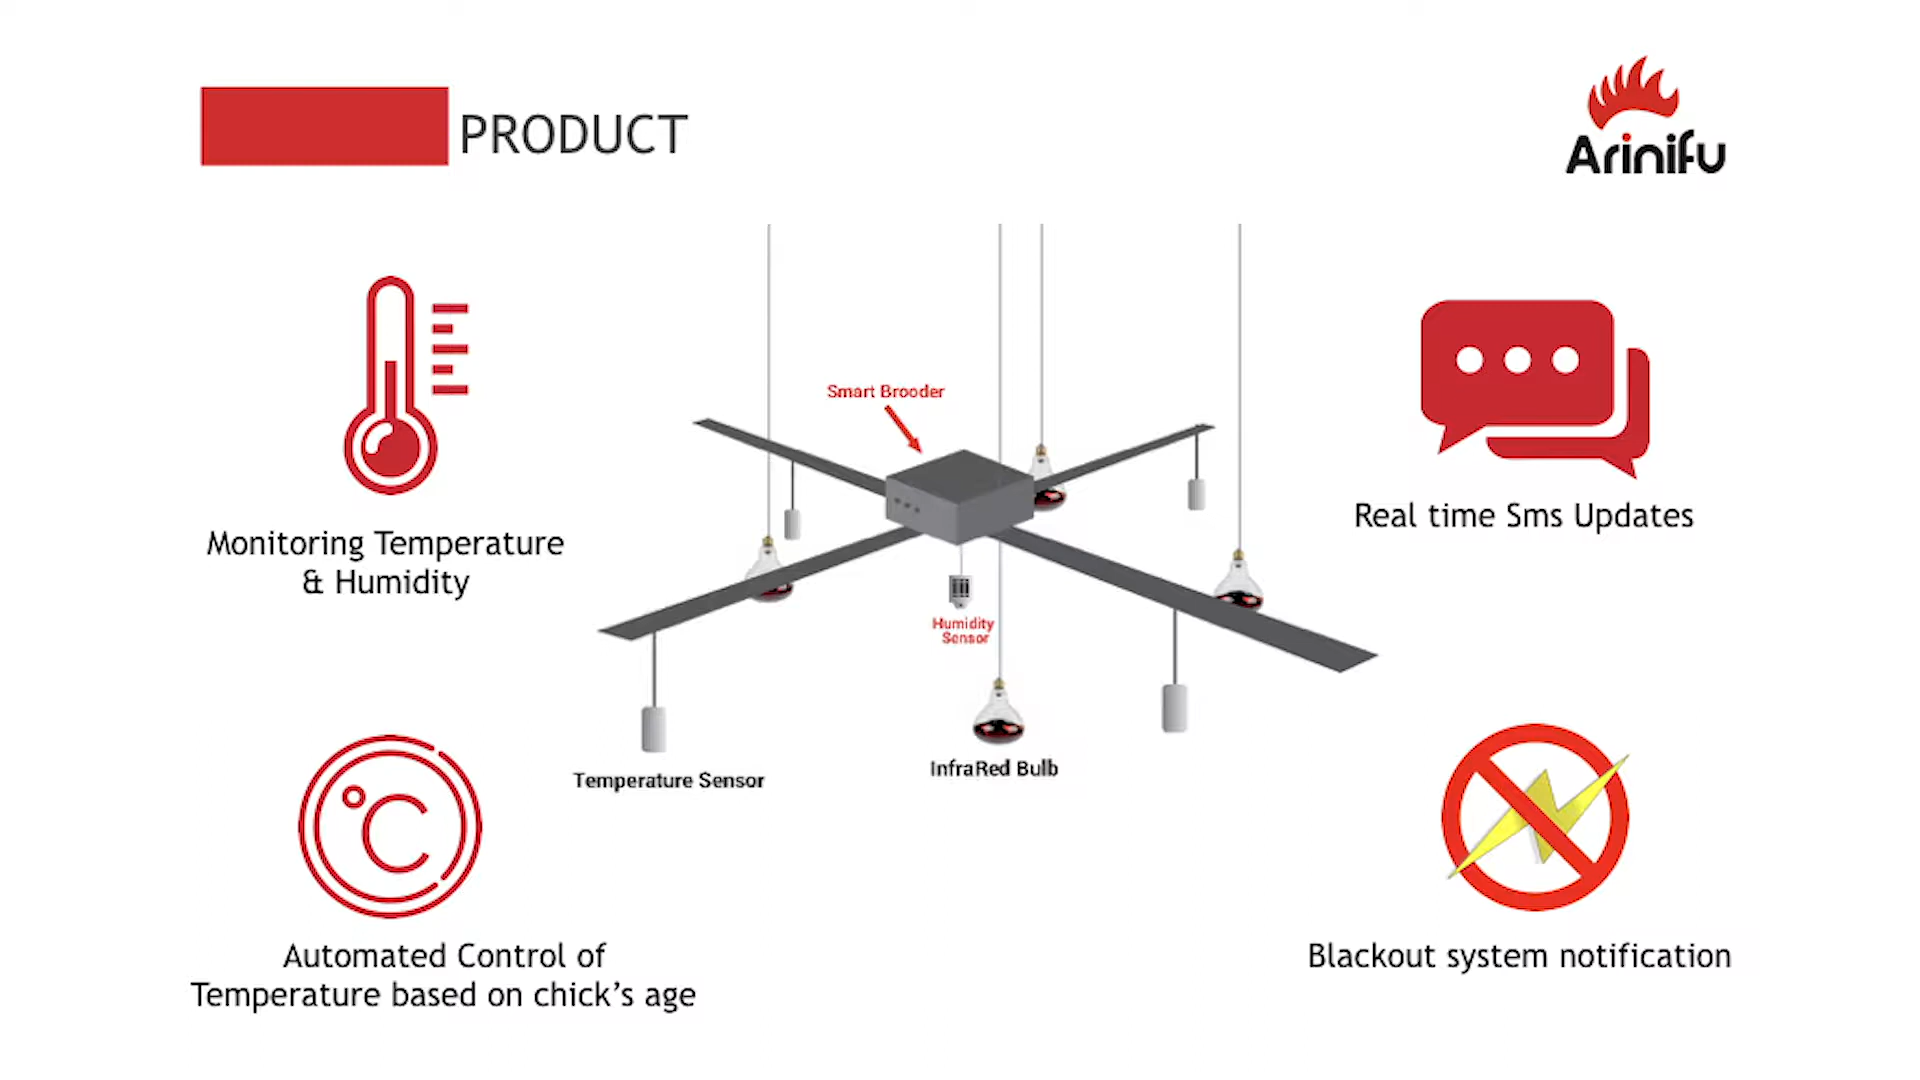 PRODUCT
Arinifu
Smart Brooder
Monitoring Temperature
& Humidity
Real time Sms Updates
Humidity
Sensor
Temperature Sensor
InfraRed Bulb
°C
Automated Control of
Temperature based on chick’s age
Blackout system notification